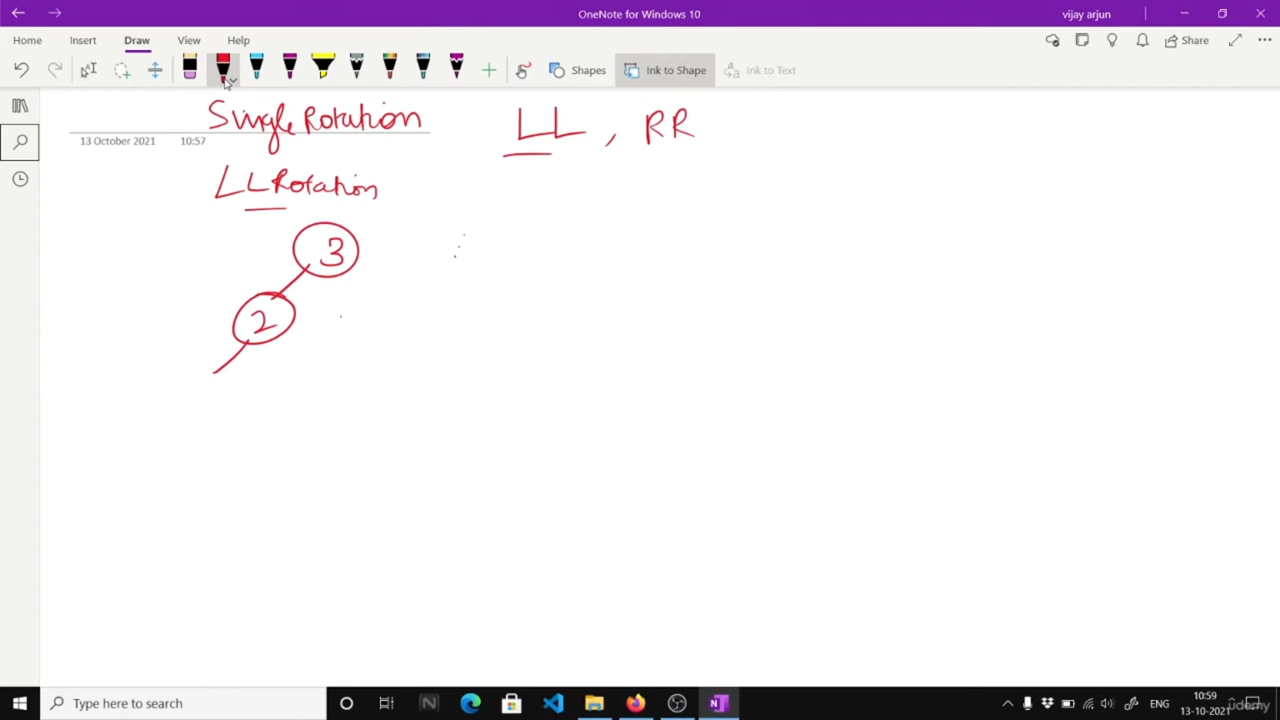 OneNote for Windows 10
vijay arjun
Home Insert Draw View Help
Share
Shapes
Ink to Shape
Ink to Text
Single Rotation LL, RR
13 October 2021 10:57
LL Rotation
3
2
Type here to search
N
N
ENG
10:59
13-10-2021
udemy